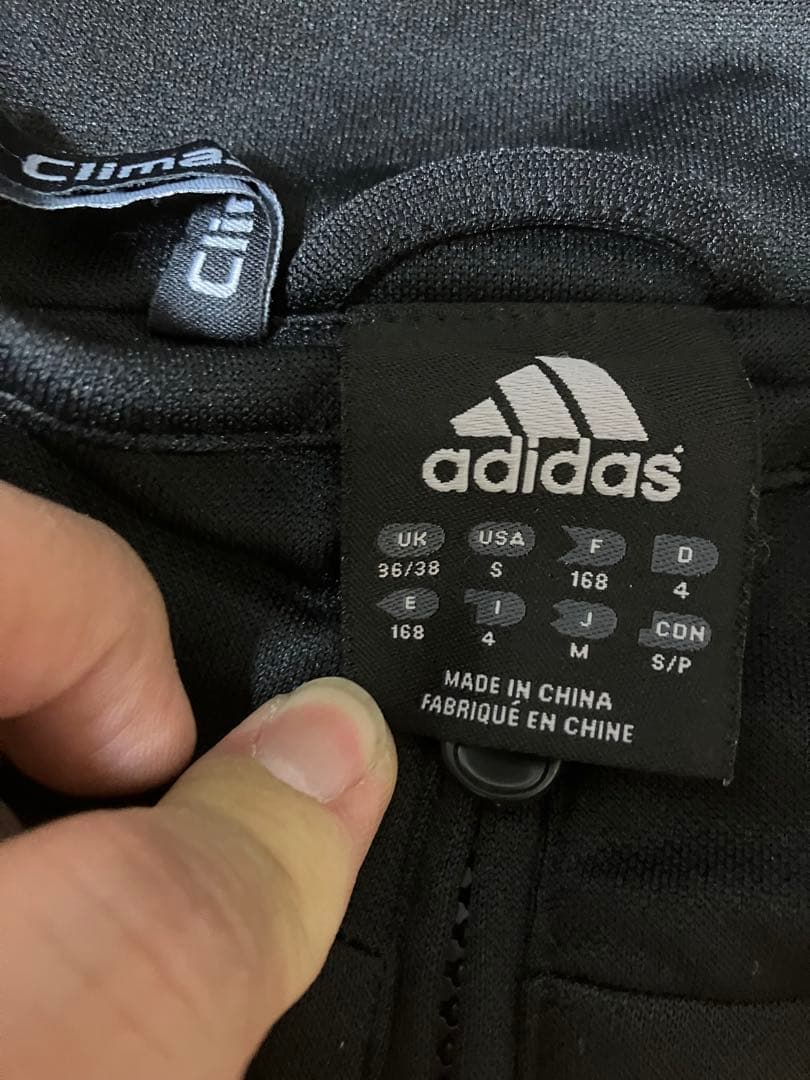 Clima
Cli
adidas
UK USA F D
36/38 S 168 4
E I J CDN
168 4 M S/P
MADE IN CHINA
FABRIQUÉ EN CHINE